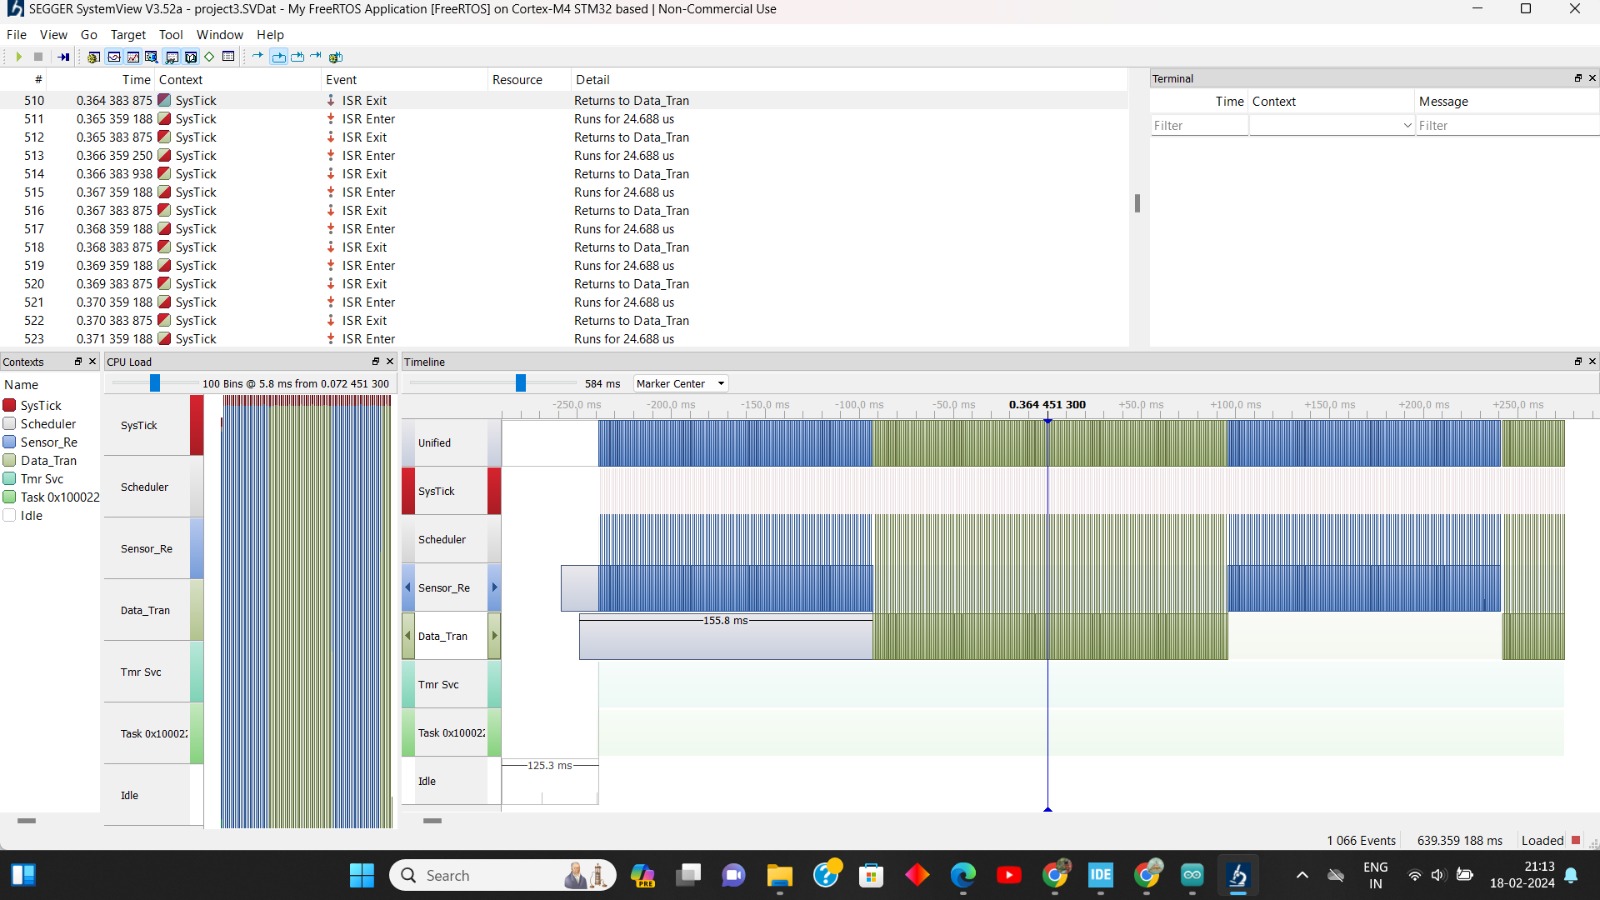 SEGGER SystemView V3.52a - project3.SVDat - My FreeRTOS Application [FreeRTOS] on Cortex-M4 STM32 based | Non-Commercial Use
File View Go Target Tool Window Help
# Time Context Event Resource Detail
510 0.364 383 875 SysTick ISR Exit Returns to Data_Tran
511 0.365 359 188 SysTick ISR Enter Runs for 24.688 us
512 0.365 383 875 SysTick ISR Exit Returns to Data_Tran
513 0.366 359 250 SysTick ISR Enter Runs for 24.688 us
514 0.366 383 938 SysTick ISR Exit Returns to Data_Tran
515 0.367 359 188 SysTick ISR Enter Runs for 24.688 us
516 0.367 383 875 SysTick ISR Exit Returns to Data_Tran
517 0.368 359 188 SysTick ISR Enter Runs for 24.688 us
518 0.368 383 875 SysTick ISR Exit Returns to Data_Tran
519 0.369 359 188 SysTick ISR Enter Runs for 24.688 us
520 0.369 383 875 SysTick ISR Exit Returns to Data_Tran
521 0.370 359 188 SysTick ISR Enter Runs for 24.688 us
522 0.370 383 875 SysTick ISR Exit Returns to Data_Tran
523 0.371 359 188 SysTick ISR Enter Runs for 24.688 us
Terminal
Time Context Message
Filter Filter
Contexts
Name
SysTick
Scheduler
Sensor_Re
Data_Tran
Tmr Svc
Task 0x100022
Idle
CPU Load
100 Bins @ 5.8 ms from 0.072 451 300
SysTick
Scheduler
Sensor_Re
Data_Tran
Tmr Svc
Task 0x10002
Idle
Timeline
584 ms Marker Center
-250.0 ms -200.0 ms -150.0 ms -100.0 ms -50.0 ms 0.364 451 300 +50.0 ms +100.0 ms +150.0 ms +200.0 ms +250.0 ms
Unified
SysTick
Scheduler
Sensor_Re
155.8 ms
Data_Tran
Tmr Svc
Task 0x10002
125.3 ms
Idle
1 066 Events 639.359 188 ms Loaded
Search
PRE
IDE
ENG
IN
21:13
18-02-2024